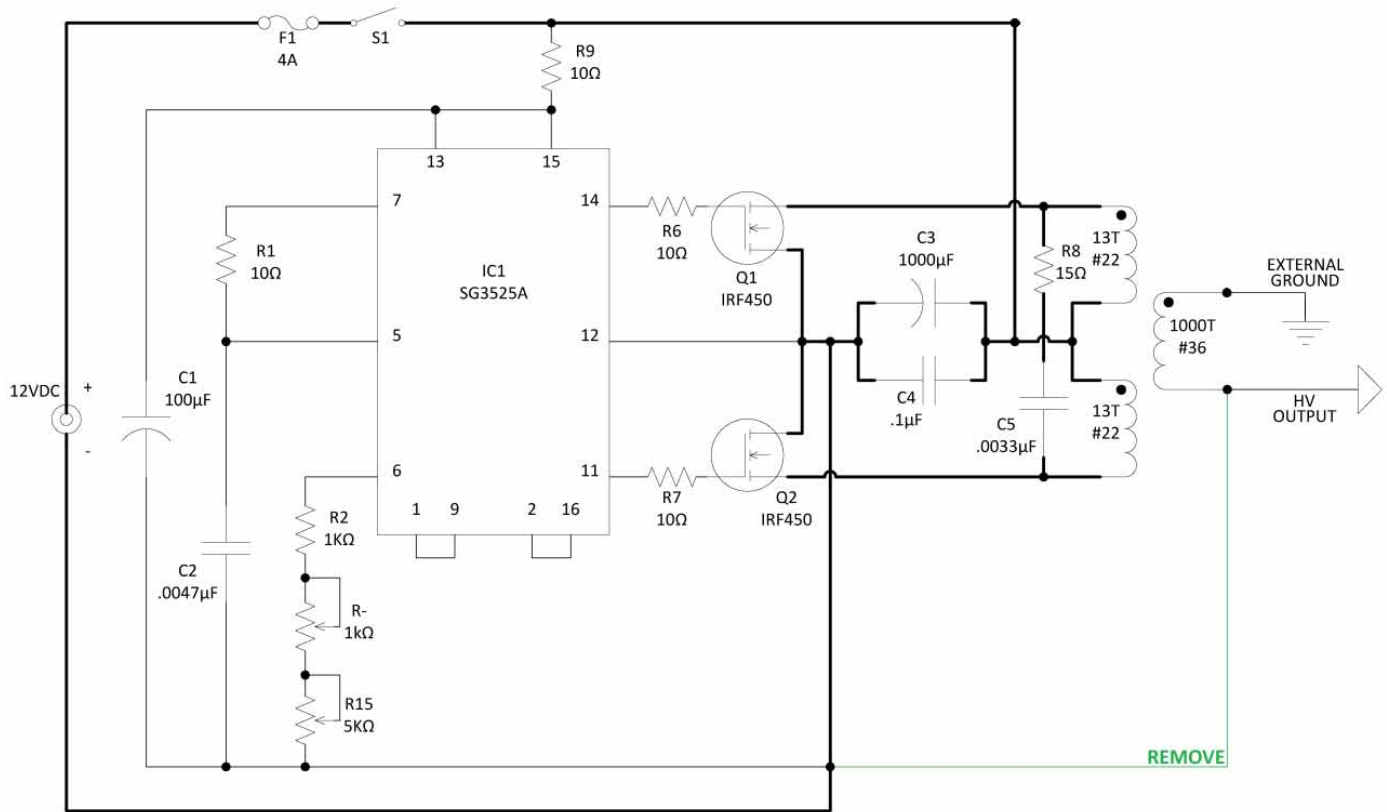 F1
4A
S1
R9
10Ω
13
15
7
14
R1
10Ω
R6
10Ω
Q1
IRF450
IC1
SG3525A
C3
1000µF
R8
15Ω
13T
#22
EXTERNAL
GROUND
1000T
#36
5
12
12VDC
+
-
C1
100µF
C4
.1µF
C5
.0033µF
13T
#22
HV
OUTPUT
6
11
R7
10Ω
Q2
IRF450
1
9
2
16
R2
1KΩ
C2
.0047µF
R-
1kΩ
R15
5KΩ
REMOVE